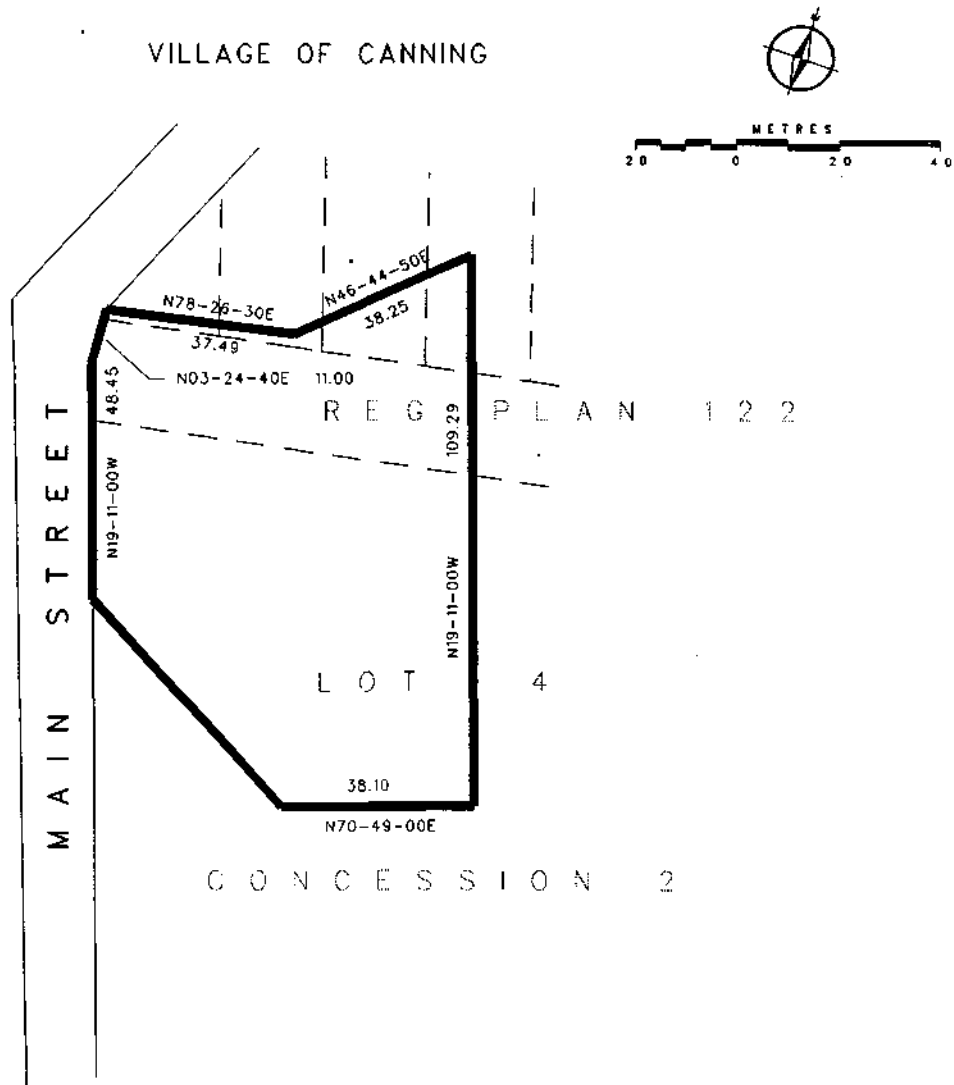 VILLAGE OF CANNING
METRES
20 0 20 40
N46-44-50E
38.25
N78-26-30E
37.49
N03-24-40E 11.00
48.45
N19-11-00W
REG PLAN 122
109.29
N19-11-00W
MAIN STREET
LOT 4
38.10
N70-49-00E
CONCESSION 2